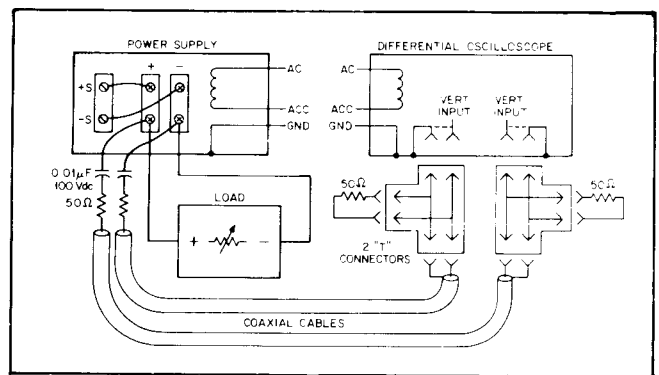 POWER SUPPLY
DIFFERENTIAL OSCILLOSCOPE
+ −
AC
AC
+S
VERT INPUT
VERT INPUT
ACC
ACC
−S
GND
GND
0.01µF
100 Vdc
50Ω
50Ω
50Ω
LOAD
+ −
2 "T"
CONNECTORS
COAXIAL CABLES